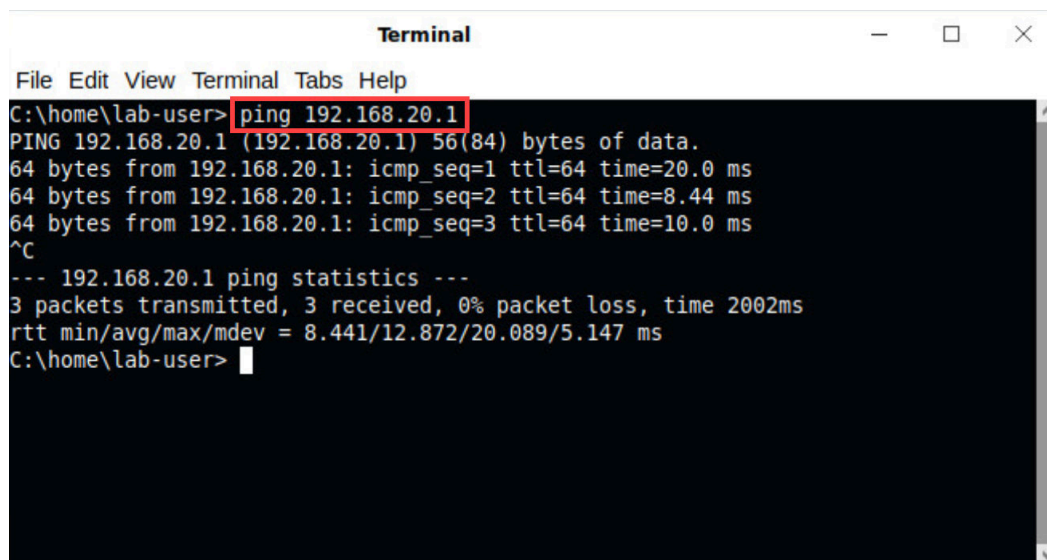 Terminal
File Edit View Terminal Tabs Help
C:\home\lab-user> ping 192.168.20.1
PING 192.168.20.1 (192.168.20.1) 56(84) bytes of data.
64 bytes from 192.168.20.1: icmp_seq=1 ttl=64 time=20.0 ms
64 bytes from 192.168.20.1: icmp_seq=2 ttl=64 time=8.44 ms
64 bytes from 192.168.20.1: icmp_seq=3 ttl=64 time=10.0 ms
^C
--- 192.168.20.1 ping statistics ---
3 packets transmitted, 3 received, 0% packet loss, time 2002ms
rtt min/avg/max/mdev = 8.441/12.872/20.089/5.147 ms
C:\home\lab-user>